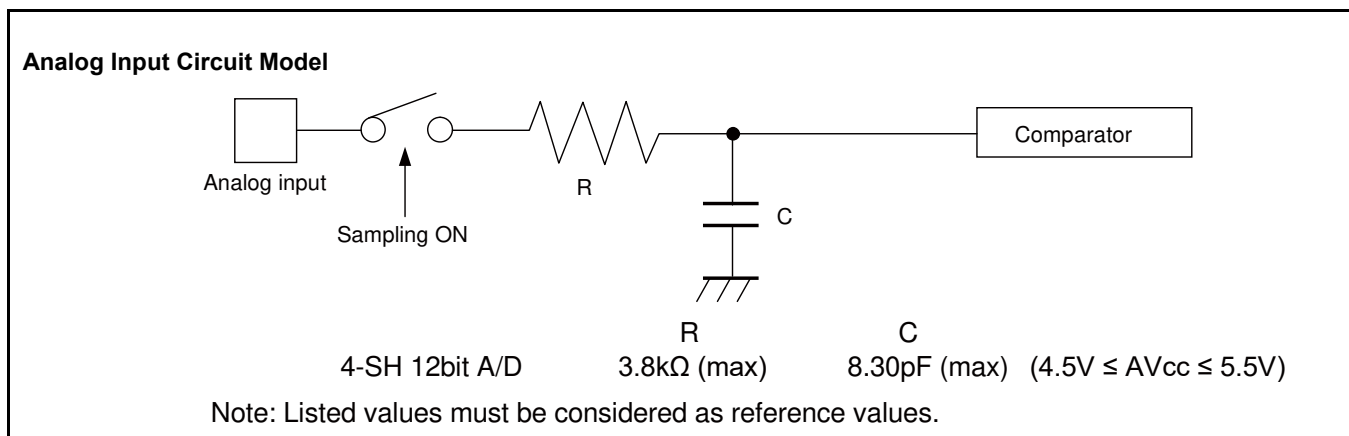 Analog Input Circuit Model
Analog input
Sampling ON
R
C
Comparator
R C
4-SH 12bit A/D 3.8kΩ (max) 8.30pF (max) (4.5V ≤ AVcc ≤ 5.5V)
Note: Listed values must be considered as reference values.